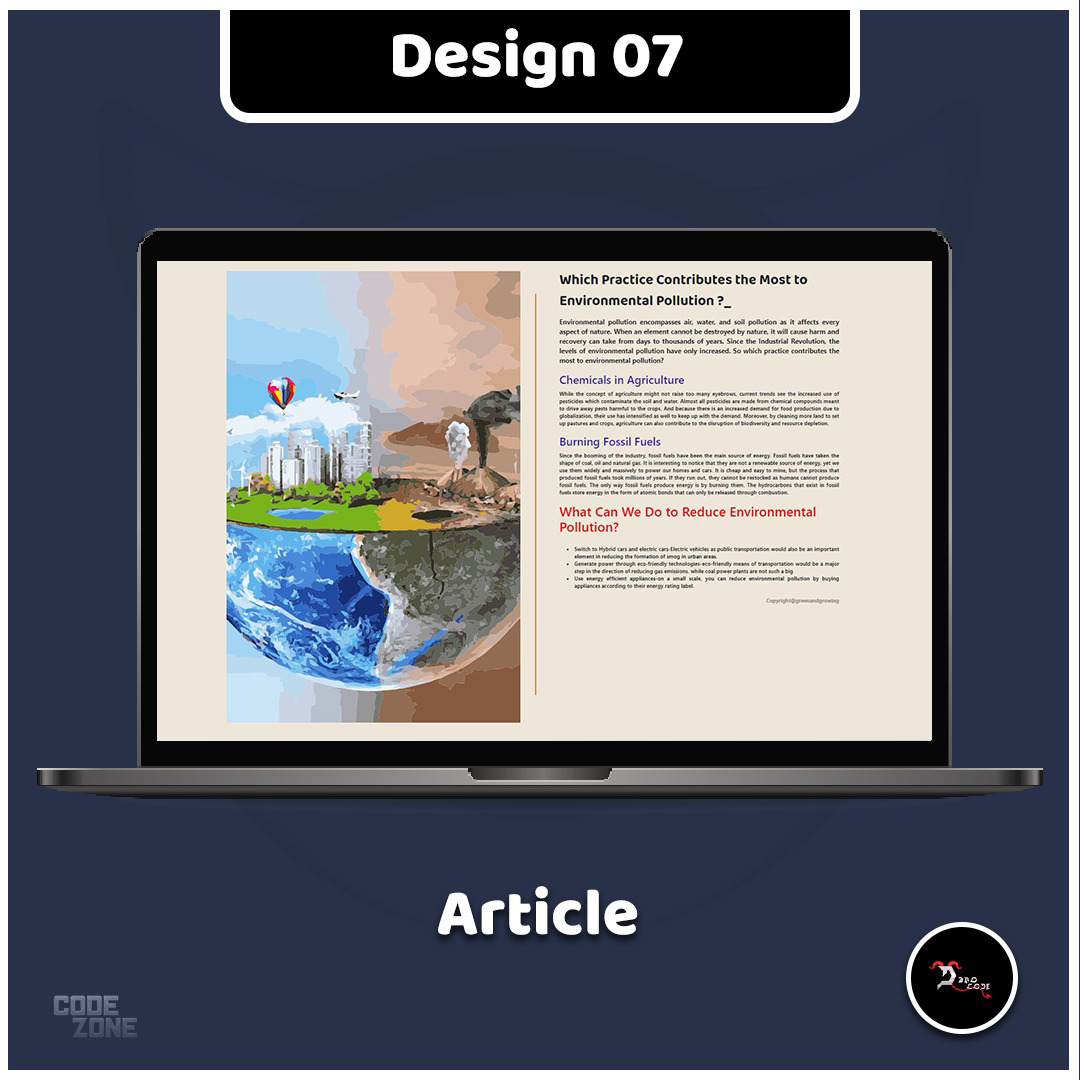 Design 07
Which Practice Contributes the Most to
Environmental Pollution ?_
Environmental pollution encompasses air, water, and soil pollution as it affects every
aspect of nature. When an element cannot be destroyed by nature, it will cause harm and
recovery can take from days to thousands of years. Since the Industrial Revolution, the
levels of environmental pollution have only increased. So which practice contributes the
most to environmental pollution?
Chemicals in Agriculture
While the concept of agriculture might not raise too many eyebrows, current trends see the increased use of
pesticides which contaminate the soil and water. Almost all pesticides are made from chemical compounds meant
to drive away pests harmful to the crops. And because there is an increased demand for food production due to
globalization, their use has intensified as well to keep up with the demand. Moreover, by cleaning more land to set
up pastures and crops, agriculture can also contribute to the disruption of biodiversity and resource depletion.
Burning Fossil Fuels
Since the booming of the industry, fossil fuels have been the main source of energy. Fossil fuels have taken the
shape of coal, oil and natural gas. It is interesting to notice that they are not a renewable source of energy, yet we
use them widely and massively to power our homes and cars. It is cheap and easy to mine, but the process that
produced fossil fuels took millions of years. If they run out, they cannot be restocked as humans cannot produce
fossil fuels. The only way fossil fuels produce energy is by burning them. The hydrocarbons that exist in fossil
fuels store energy in the form of atomic bonds that can only be released through combustion.
What Can We Do to Reduce Environmental
Pollution?
• Switch to Hybrid cars and electric cars-Electric vehicles as public transportation would also be an important
element in reducing the formation of smog in urban areas.
• Generate power through eco-friendly technologies-eco-friendly means of transportation would be a major
step in the direction of reducing gas emissions. while coal power plants are not such a big
• Use energy efficient appliances-on a small scale, you can reduce environmental pollution by buying
appliances according to their energy rating label.
Copyright@greenandgrowing
Article
CODE
ZONE
CODE